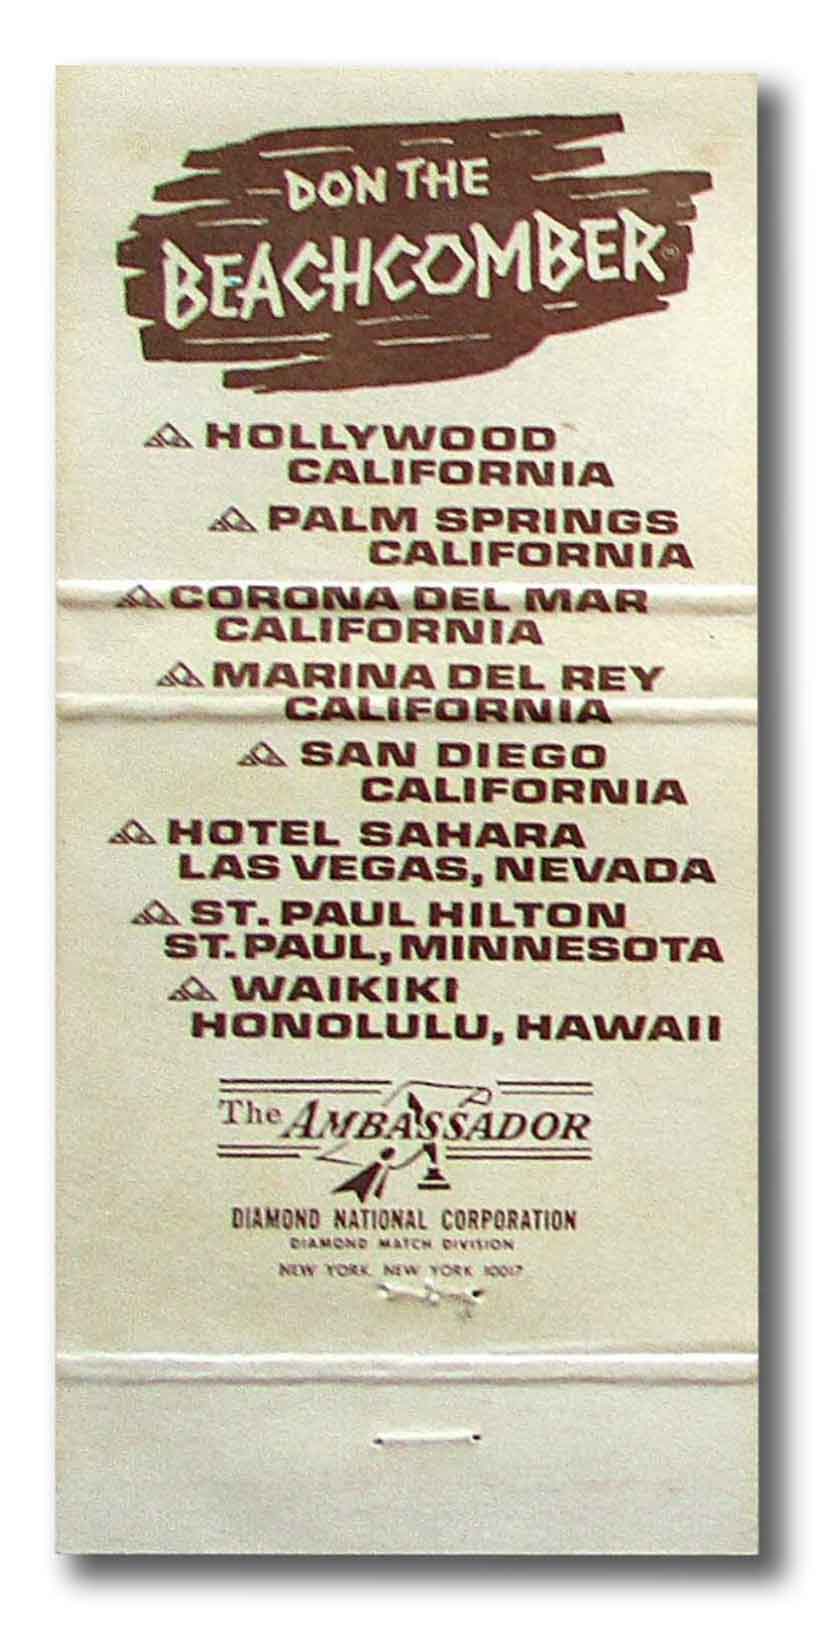 DON THE
BEACHCOMBER
HOLLYWOOD
CALIFORNIA
PALM SPRINGS
CALIFORNIA
CORONA DEL MAR
CALIFORNIA
MARINA DEL REY
CALIFORNIA
SAN DIEGO
CALIFORNIA
HOTEL SAHARA
LAS VEGAS, NEVADA
ST. PAUL HILTON
ST. PAUL, MINNESOTA
WAIKIKI
HONOLULU, HAWAII
The AMBASSADOR
DIAMOND NATIONAL CORPORATION
DIAMOND MATCH DIVISION
NEW YORK, NEW YORK 10017